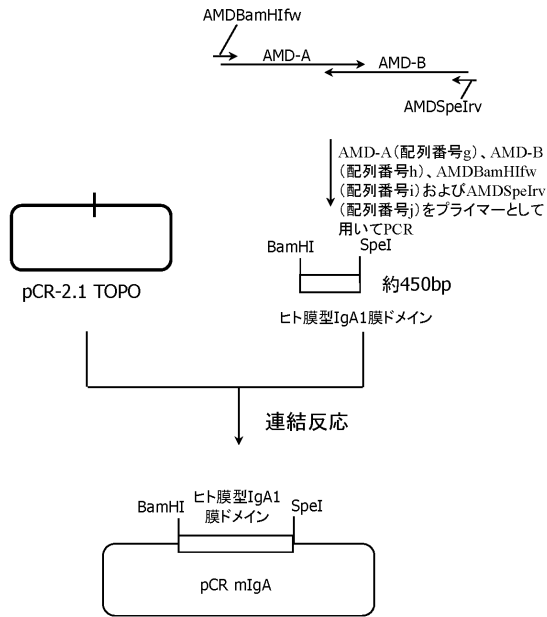 AMDBamHIfw
AMD-A
AMD-B
AMDSpeIrv
AMD-A（配列番号g）、AMD-B
（配列番号h）、AMDBamHIfw
（配列番号i）およびAMDSpeIrv
（配列番号j）をプライマーとして
用いてPCR
BamHI
SpeI
約450bp
pCR-2.1 TOPO
ヒト膜型IgA1膜ドメイン
連結反応
ヒト膜型IgA1
BamHI
膜ドメイン
SpeI
pCR mIgA